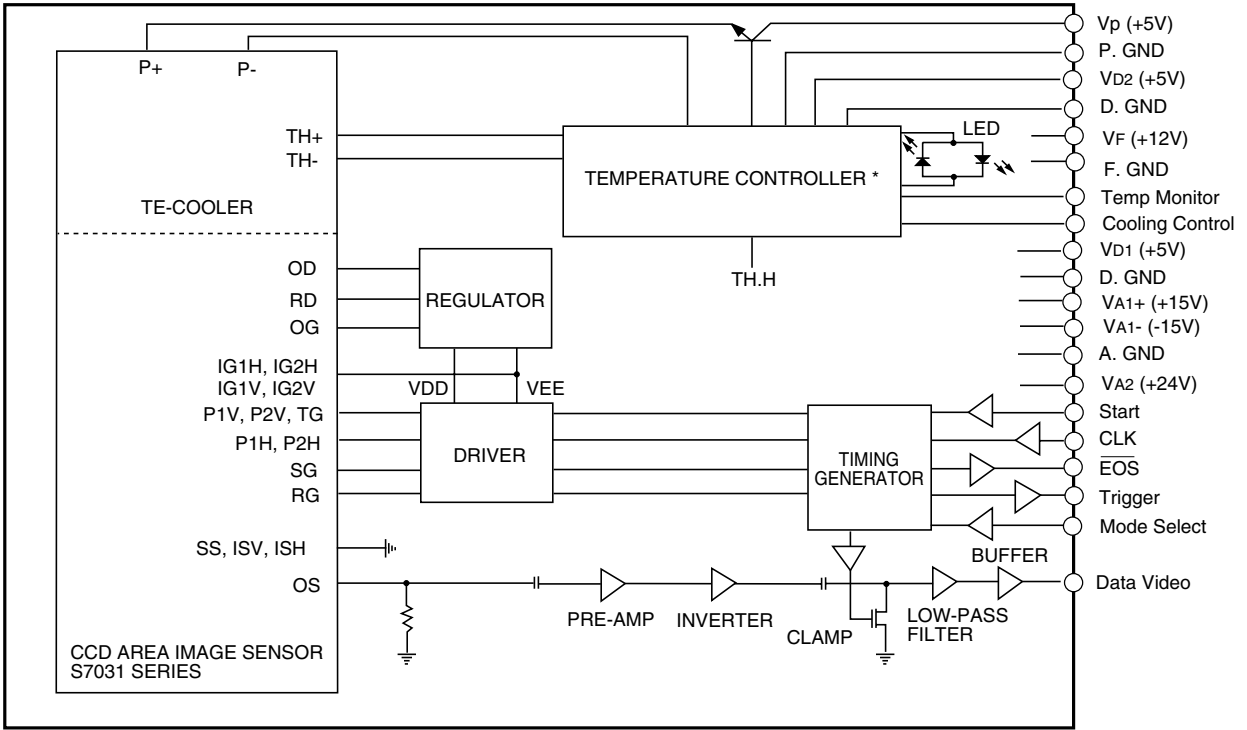 Vp (+5V)
P. GND
VD2 (+5V)
D. GND
VF (+12V)
F. GND
Temp Monitor
Cooling Control
VD1 (+5V)
D. GND
VA1+ (+15V)
VA1- (-15V)
A. GND
VA2 (+24V)
Start
CLK
EOS
Trigger
Mode Select
Data Video
P+
P-
TH+
TH-
TE-COOLER
TEMPERATURE CONTROLLER *
LED
TH.H
OD
RD
OG
REGULATOR
IG1H, IG2H
IG1V, IG2V
VDD
VEE
P1V, P2V, TG
P1H, P2H
SG
RG
DRIVER
TIMING
GENERATOR
SS, ISV, ISH
OS
BUFFER
PRE-AMP
INVERTER
CLAMP
LOW-PASS
FILTER
CCD AREA IMAGE SENSOR
S7031 SERIES